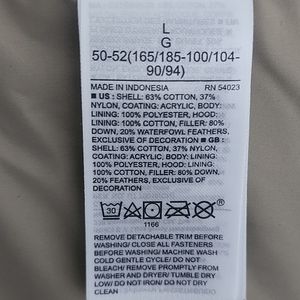 L
G
50-52(165/185-100/104-
90/94)
MADE IN INDONESIA RN 54023
■ US : SHELL: 63% COTTON, 37%
NYLON, COATING: ACRYLIC, BODY:
LINING: 100% POLYESTER, HOOD:
LINING: 100% COTTON, FILLER: 80%
DOWN, 20% WATERFOWL FEATHERS,
EXCLUSIVE OF DECORATION ■ GB :
SHELL: 63% COTTON, 37% NYLON,
COATING: ACRYLIC, BODY: LINING:
100% POLYESTER, HOOD: LINING:
100% COTTON, FILLER: 80% DOWN,
20% FEATHERS, EXCLUSIVE OF
DECORATION
30
1166
REMOVE DETACHABLE TRIM BEFORE
WASHING/ CLOSE ALL FASTENERS
BEFORE WASHING/ MACHINE WASH
COLD GENTLE CYCLE/ DO NOT
BLEACH/ REMOVE PROMPTLY FROM
WASHER AND DRYER/ TUMBLE DRY
LOW/ DO NOT IRON/ DO NOT DRY
CLEAN